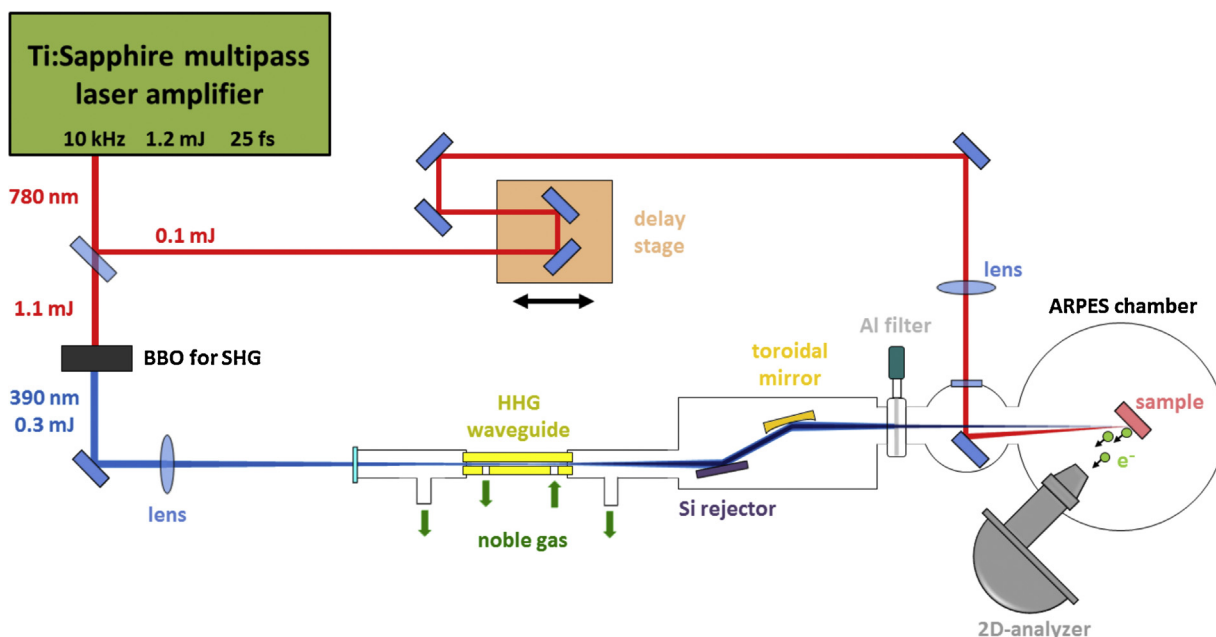 Ti:Sapphire multipass
laser amplifier
10 kHz 1.2 mJ 25 fs
780 nm
0.1 mJ
delay
stage
1.1 mJ
lens
ARPES chamber
Al filter
BBO for SHG
toroidal
mirror
390 nm
0.3 mJ
HHG
waveguide
sample
e⁻
lens
Si rejector
noble gas
2D-analyzer